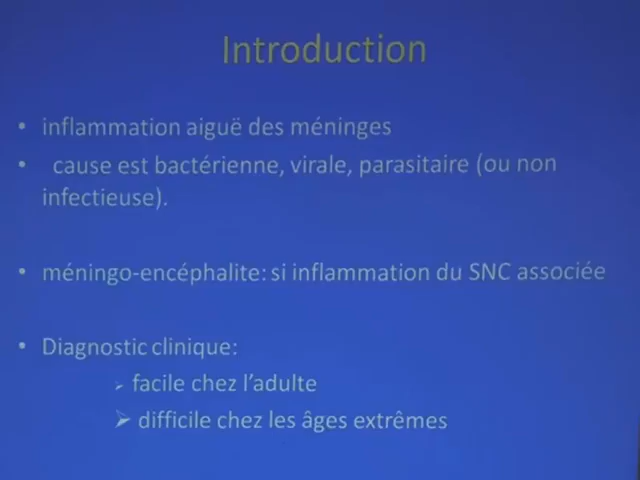 Introduction
• inflammation aiguë des méninges
• cause est bactérienne, virale, parasitaire (ou non
infectieuse).
• méningo-encéphalite: si inflammation du SNC associée
• Diagnostic clinique:
➢ facile chez l'adulte
➢ difficile chez les âges extrêmes